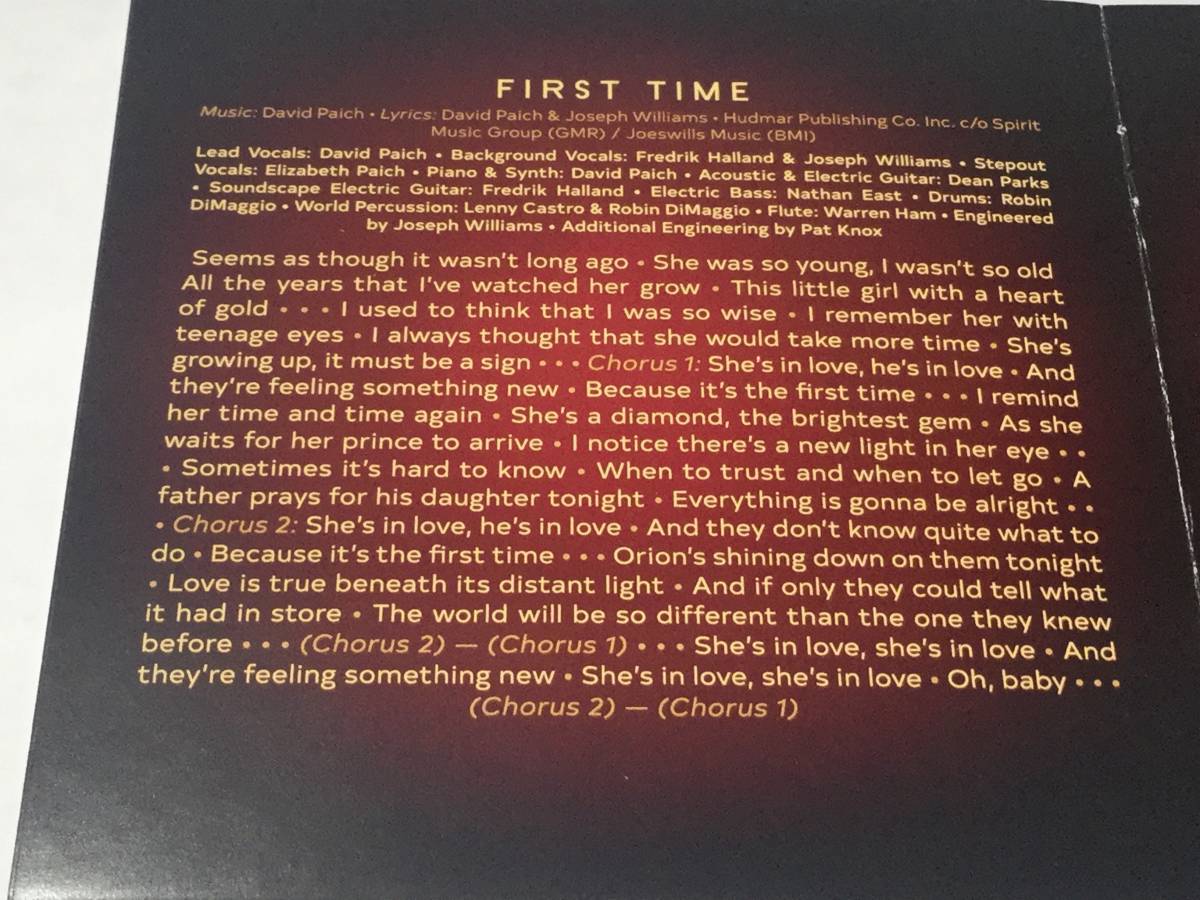 FIRST TIME
Music: David Paich • Lyrics: David Paich & Joseph Williams • Hudmar Publishing Co. Inc. c/o Spirit
Music Group (GMR) / Joeswills Music (BMI)
Lead Vocals: David Paich • Background Vocals: Fredrik Halland & Joseph Williams • Stepout
Vocals: Elizabeth Paich • Piano & Synth: David Paich • Acoustic & Electric Guitar: Dean Parks
• Soundscape Electric Guitar: Fredrik Halland • Electric Bass: Nathan East • Drums: Robin
DiMaggio • World Percussion: Lenny Castro & Robin DiMaggio • Flute: Warren Ham • Engineered
by Joseph Williams • Additional Engineering by Pat Knox
Seems as though it wasn't long ago • She was so young, I wasn't so old
All the years that I've watched her grow • This little girl with a heart
of gold • • • I used to think that I was so wise • I remember her with
teenage eyes • I always thought that she would take more time • She's
growing up, it must be a sign • • • Chorus 1: She's in love, he's in love • And
they're feeling something new • Because it's the first time • • • I remind
her time and time again • She's a diamond, the brightest gem • As she
waits for her prince to arrive • I notice there's a new light in her eye • •
• Sometimes it's hard to know • When to trust and when to let go • A
father prays for his daughter tonight • Everything is gonna be alright • •
• Chorus 2: She's in love, he's in love • And they don't know quite what to
do • Because it's the first time • • • Orion's shining down on them tonight
• Love is true beneath its distant light • And if only they could tell what
it had in store • The world will be so different than the one they knew
before • • • (Chorus 2) — (Chorus 1) • • • She's in love, she's in love • And
they're feeling something new • She's in love, she's in love • Oh, baby • • •
(Chorus 2) — (Chorus 1)